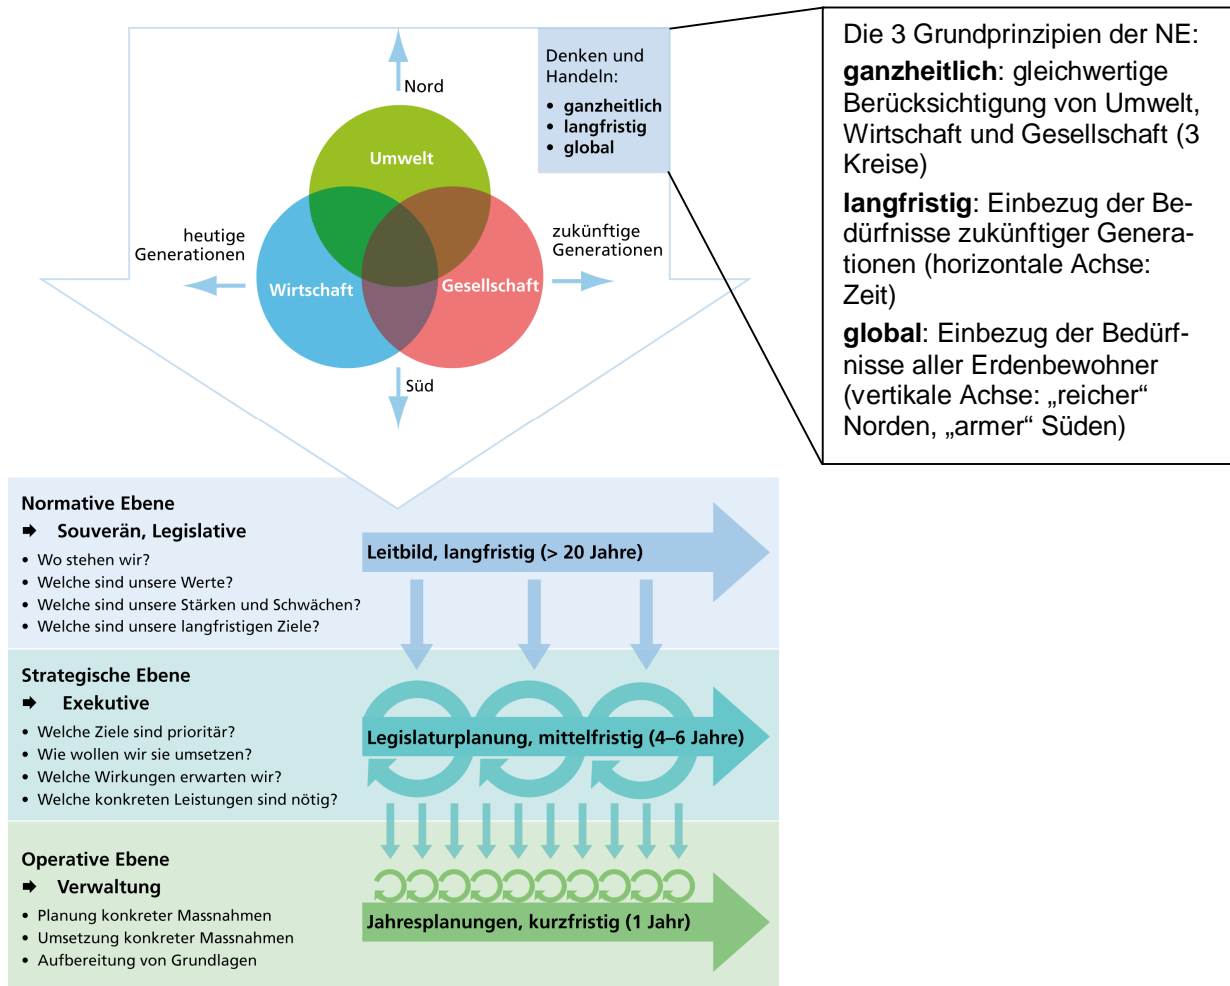 Nord
Denken und
Handeln:
• ganzheitlich
• langfristig
• global
Umwelt
heutige
Generationen
zukünftige
Generationen
Wirtschaft
Gesellschaft
Süd
Die 3 Grundprinzipien der NE:
ganzheitlich: gleichwertige
Berücksichtigung von Umwelt,
Wirtschaft und Gesellschaft (3
Kreise)
langfristig: Einbezug der Be-
dürfnisse zukünftiger Genera-
tionen (horizontale Achse:
Zeit)
global: Einbezug der Bedürf-
nisse aller Erdenbewohner
(vertikale Achse: „reicher“
Norden, „armer“ Süden)
Normative Ebene
➡ Souverän, Legislative
• Wo stehen wir?
• Welche sind unsere Werte?
• Welche sind unsere Stärken und Schwächen?
• Welche sind unsere langfristigen Ziele?
Leitbild, langfristig (> 20 Jahre)
Strategische Ebene
➡ Exekutive
• Welche Ziele sind prioritär?
• Wie wollen wir sie umsetzen?
• Welche Wirkungen erwarten wir?
• Welche konkreten Leistungen sind nötig?
Legislaturplanung, mittelfristig (4–6 Jahre)
Operative Ebene
➡ Verwaltung
• Planung konkreter Massnahmen
• Umsetzung konkreter Massnahmen
• Aufbereitung von Grundlagen
Jahresplanungen, kurzfristig (1 Jahr)